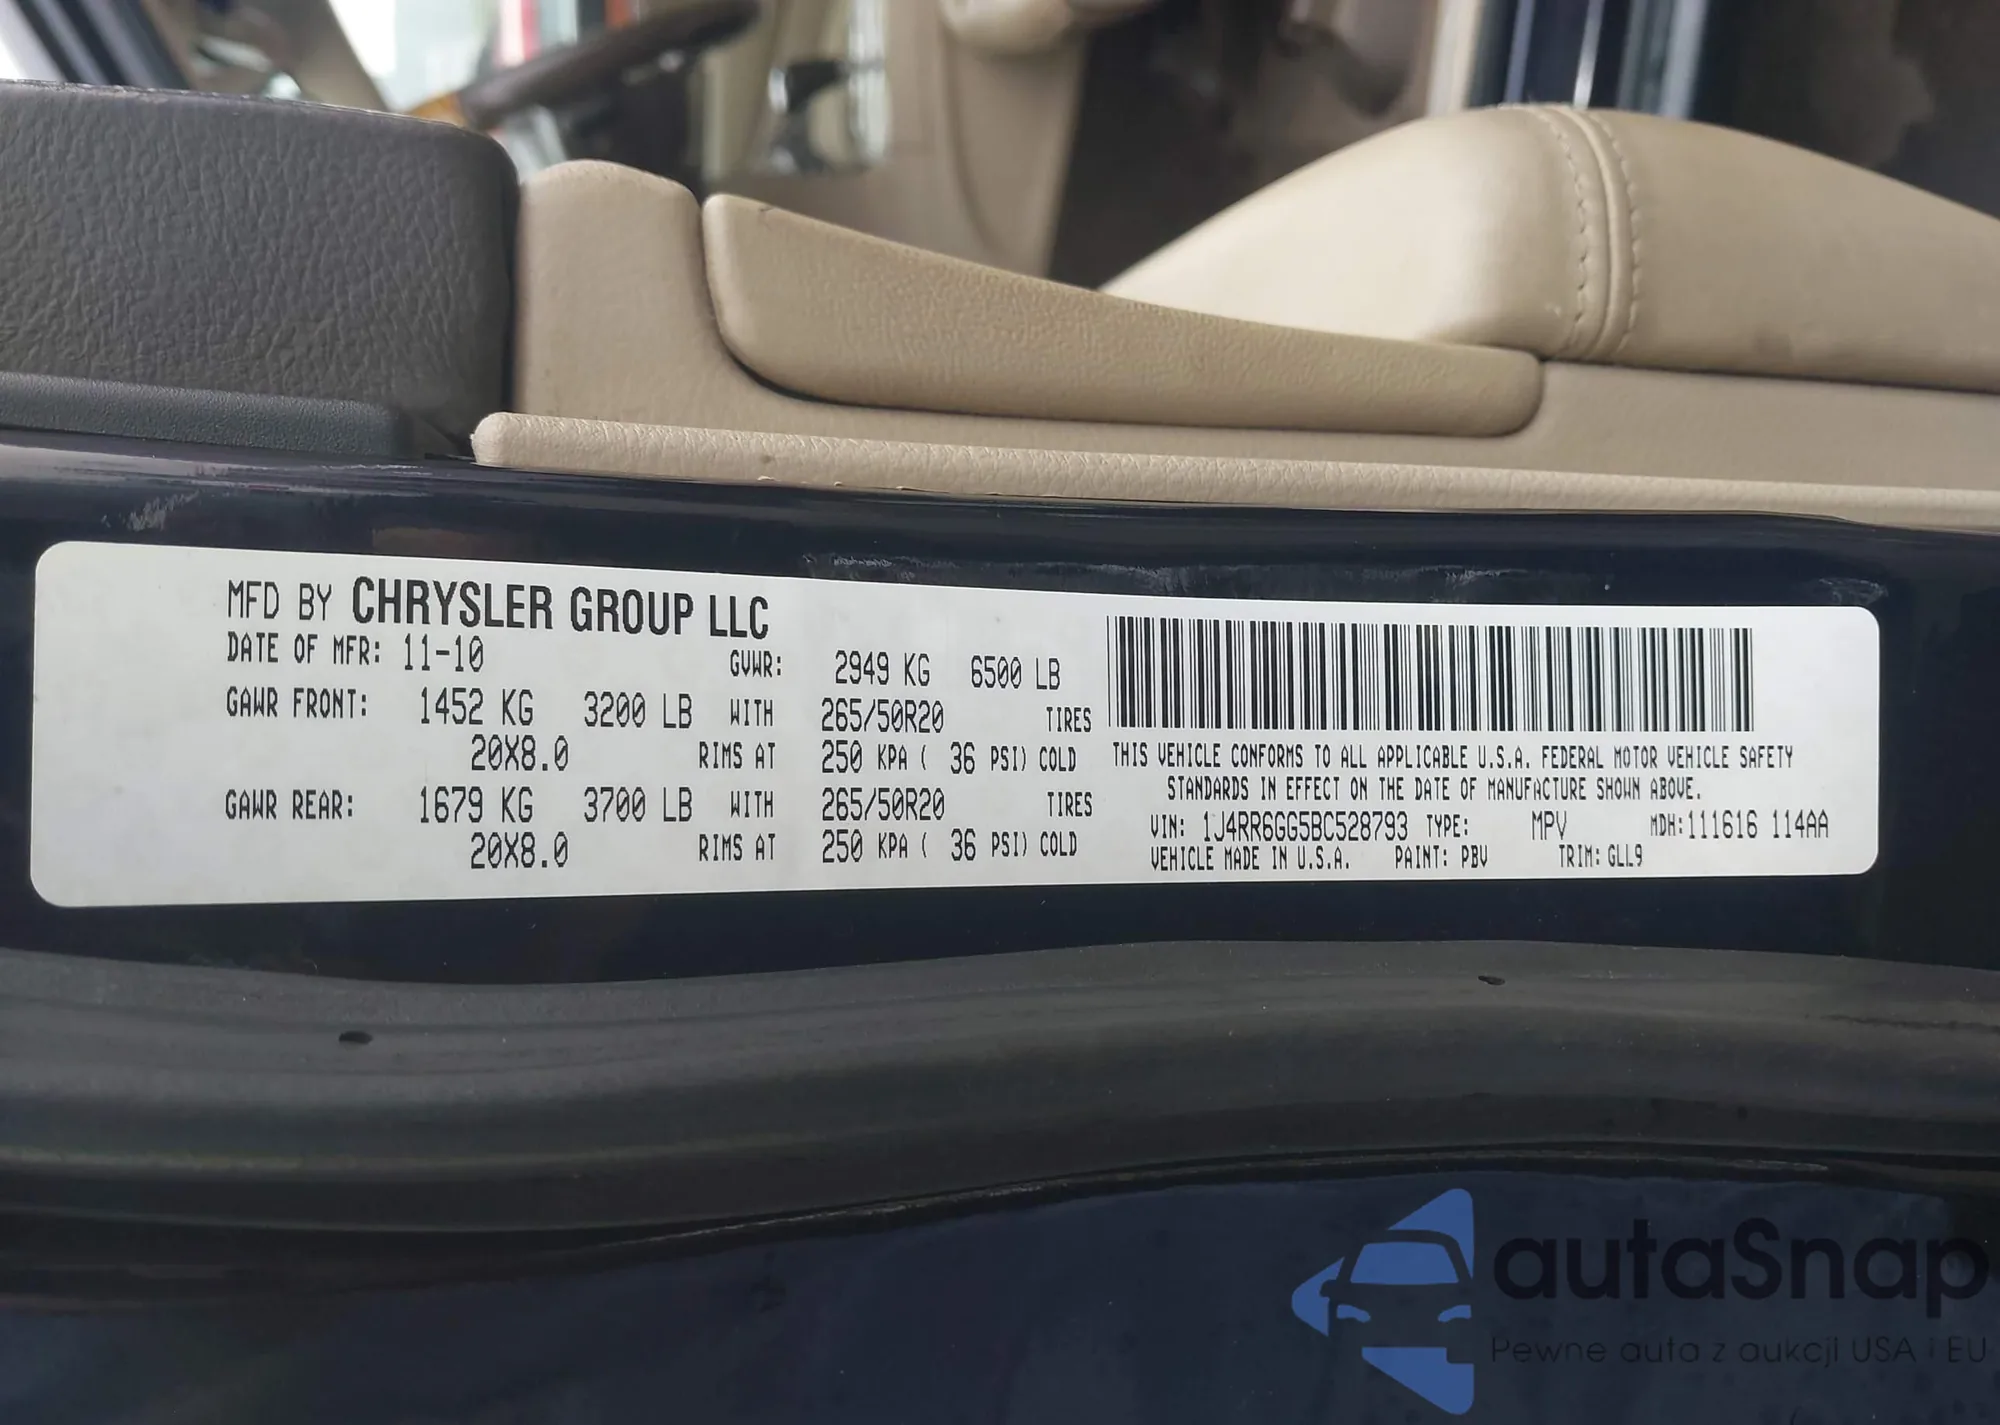 MFD BY CHRYSLER GROUP LLC
DATE OF MFR: 11-10 GVWR: 2949 KG 6500 LB
GAWR FRONT: 1452 KG 3200 LB WITH 265/50R20 TIRES
20X8.0 RIMS AT 250 KPA ( 36 PSI) COLD
GAWR REAR: 1679 KG 3700 LB WITH 265/50R20 TIRES
20X8.0 RIMS AT 250 KPA ( 36 PSI) COLD
THIS VEHICLE CONFORMS TO ALL APPLICABLE U.S.A. FEDERAL MOTOR VEHICLE SAFETY
STANDARDS IN EFFECT ON THE DATE OF MANUFACTURE SHOWN ABOVE.
VIN: 1J4RR6GG5BC528793 TYPE: MPV MDH:111616 114AA
VEHICLE MADE IN U.S.A. PAINT: PBV TRIM: GLL9
autaSnap
Pewne auta z aukcji USA i EU